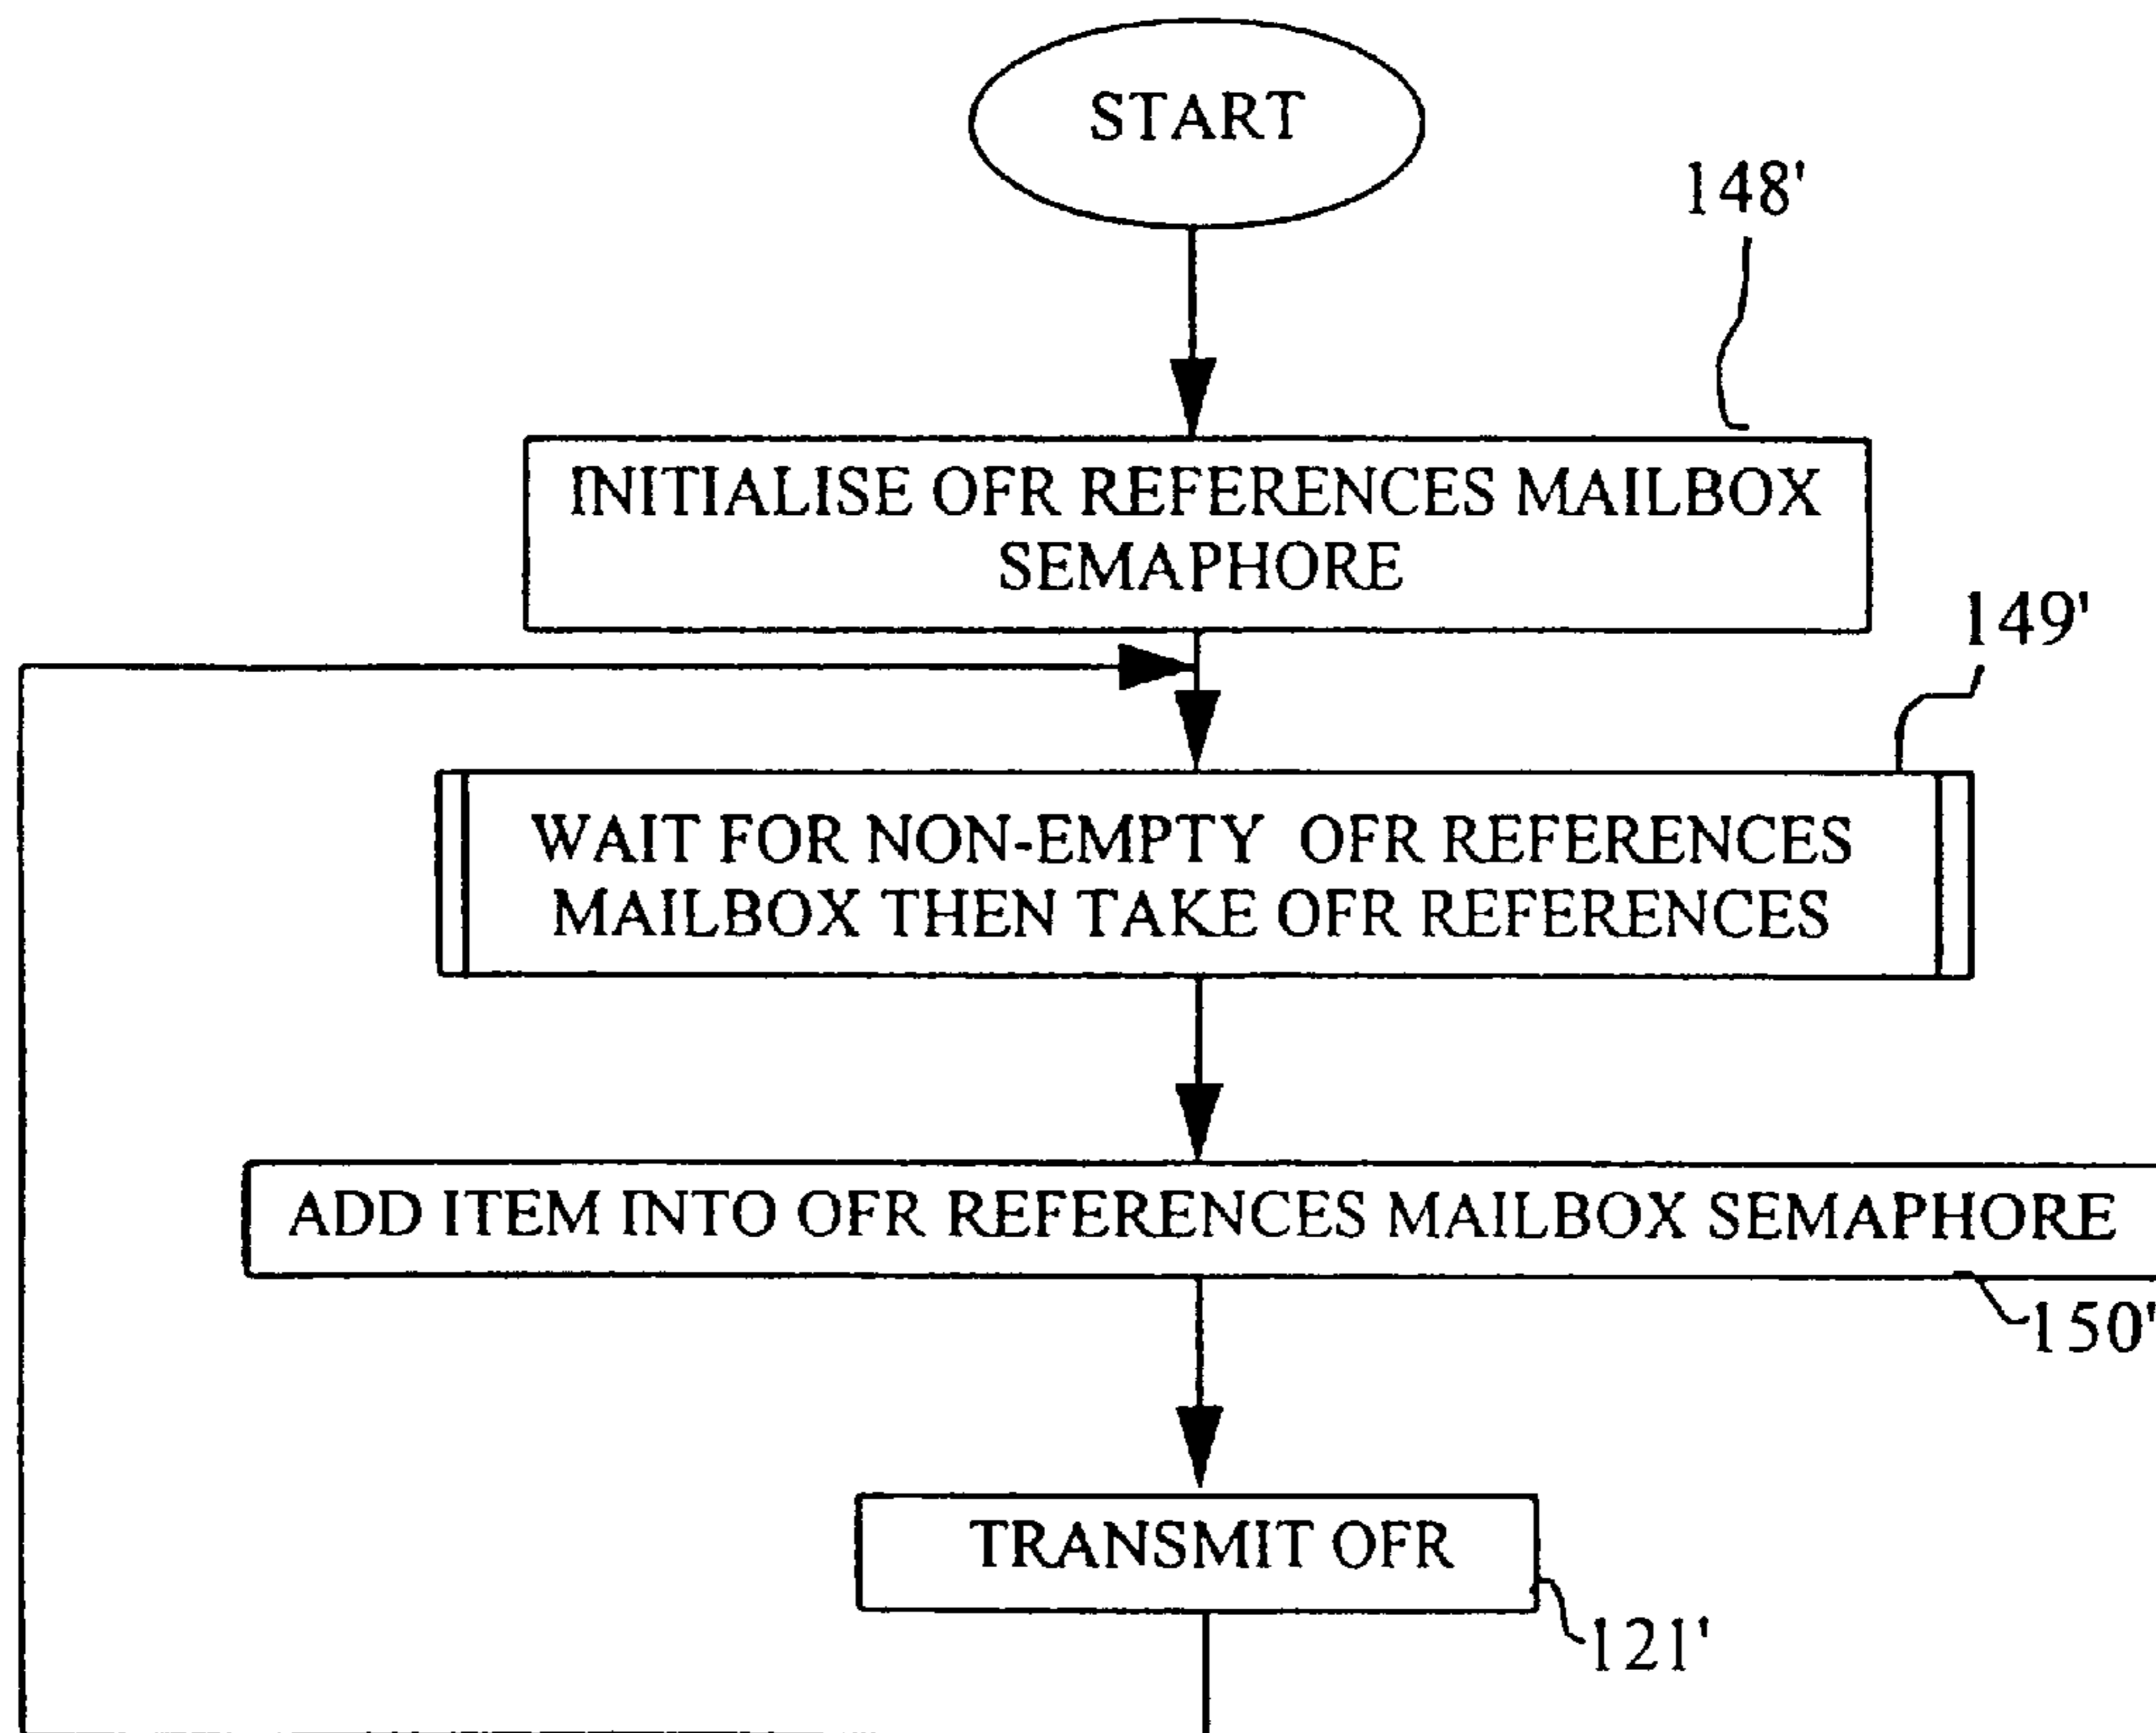 START
148'
INITIALISE OFR REFERENCES MAILBOX
SEMAPHORE
149'
WAIT FOR NON-EMPTY OFR REFERENCES
MAILBOX THEN TAKE OFR REFERENCES
ADD ITEM INTO OFR REFERENCES MAILBOX SEMAPHORE
150'
TRANSMIT OFR
121'